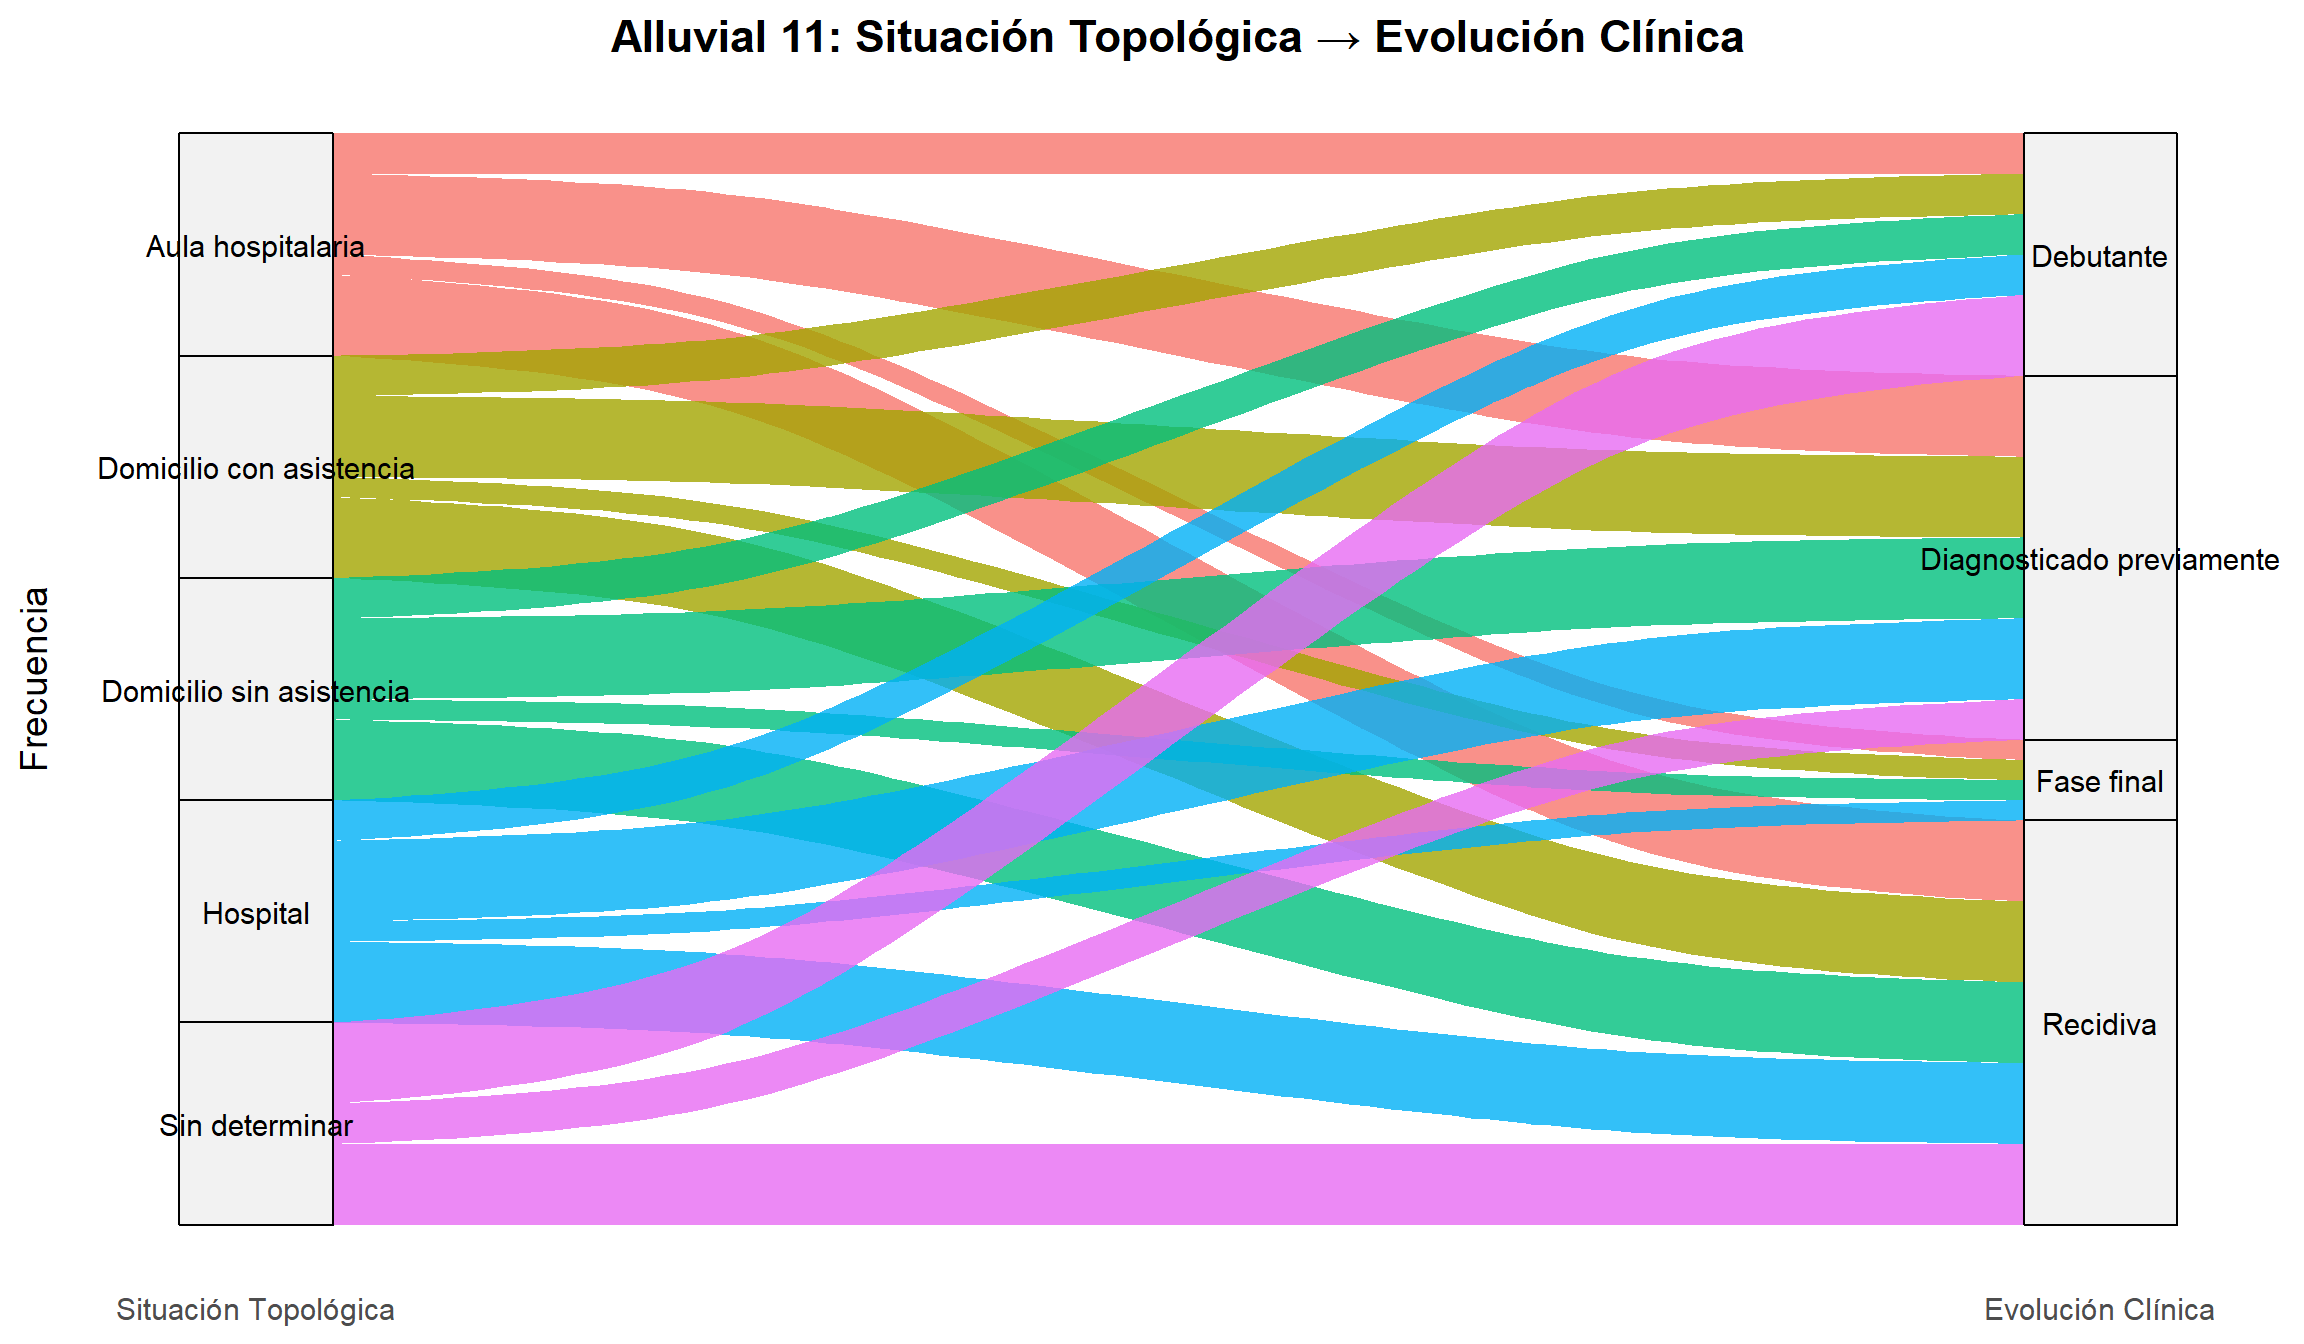 Alluvial 11: Situación Topológica → Evolución Clínica
Frecuencia
Aula hospitalaria
Domicilio con asistencia
Domicilio sin asistencia
Hospital
Sin determinar
Debutante
Diagnosticado previamente
Fase final
Recidiva
Situación Topológica
Evolución Clínica